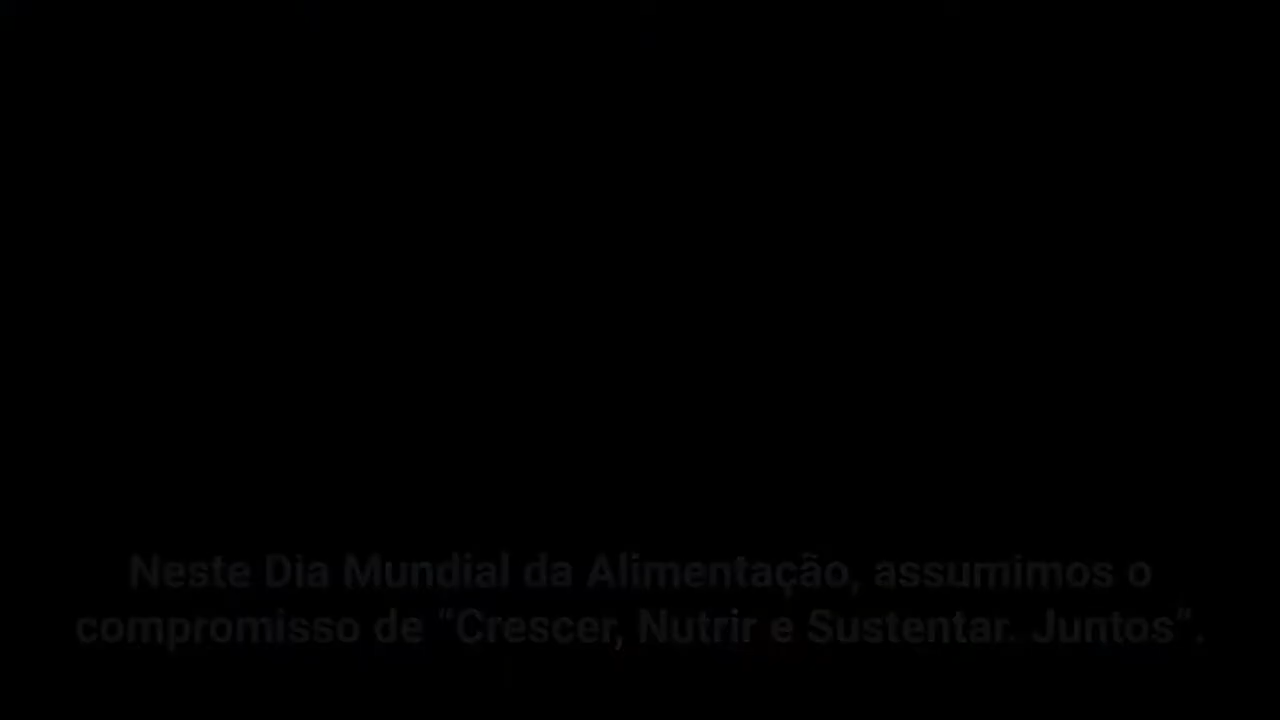 Neste Dia Mundial da Alimentação, assumimos o
compromisso de "Crescer, Nutrir e Sustentar. Juntos".